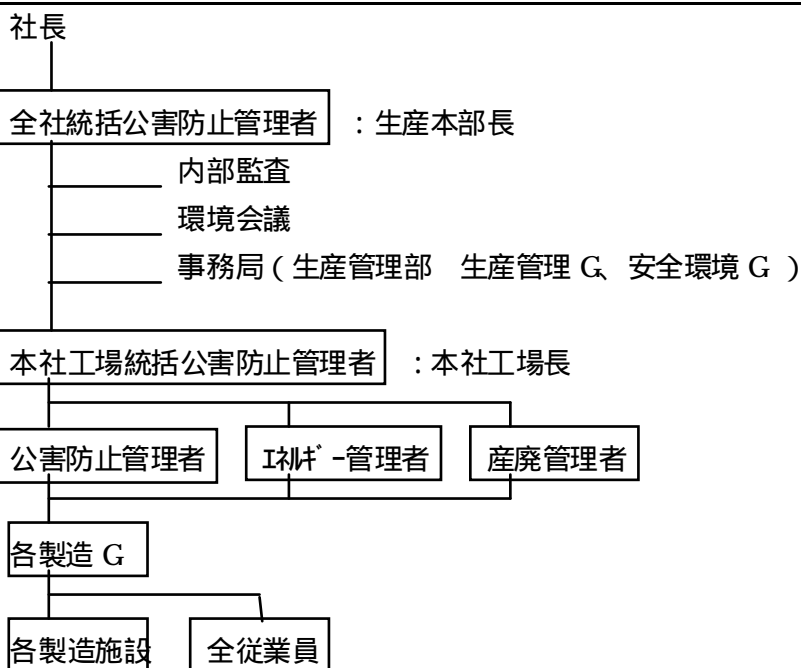 社長
全社統括公害防止管理者 ：生産本部長
内部監査
環境会議
事務局（生産管理部 生産管理G、安全環境G）
本社工場統括公害防止管理者 ：本社工場長
公害防止管理者 ｴﾈﾙｷﾞｰ管理者 産廃管理者
各製造G
各製造施設 全従業員